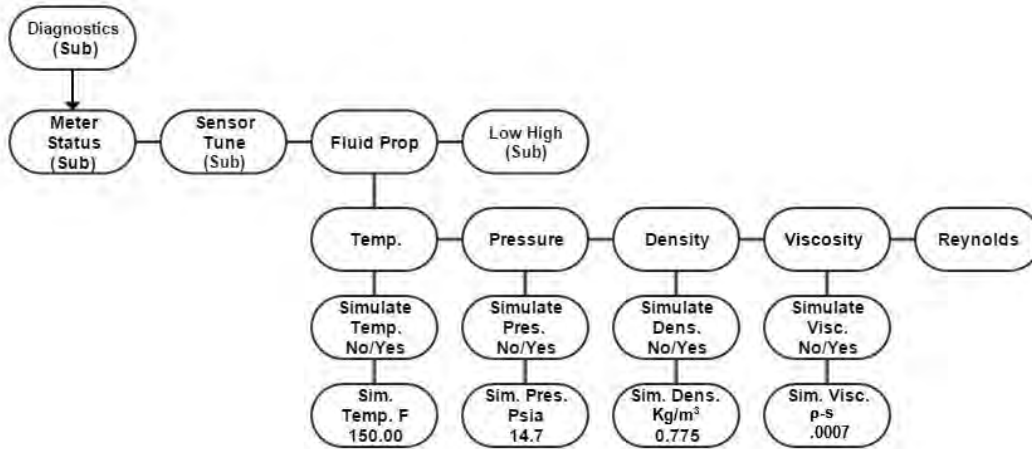 Diagnostics
(Sub)
Meter
Status
(Sub)
Sensor
Tune
(Sub)
Fluid Prop
Low High
(Sub)
Temp.
Pressure
Density
Viscosity
Reynolds
Simulate
Temp.
No/Yes
Simulate
Pres.
No/Yes
Simulate
Dens.
No/Yes
Simulate
Visc.
No/Yes
Sim.
Temp. F
150.00
Sim. Pres.
Psia
14.7
Sim. Dens.
Kg/m³
0.775
Sim. Visc.
ρ-s
.0007